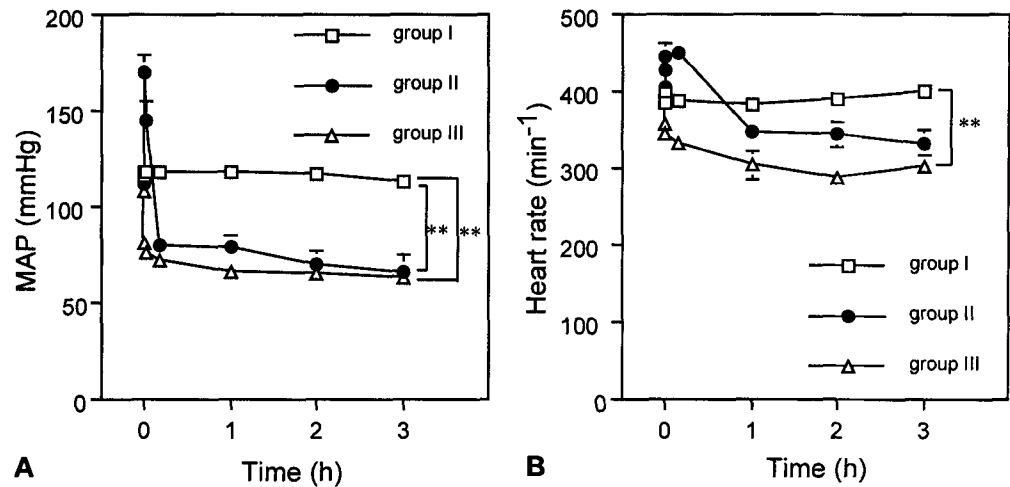 200
150
100
50
0
MAP (mmHg)
group I
group II
group III
**
**
0 1 2 3
Time (h)
A
500
400
300
200
100
0
Heart rate (min⁻¹)
**
group I
group II
group III
0 1 2 3
Time (h)
B